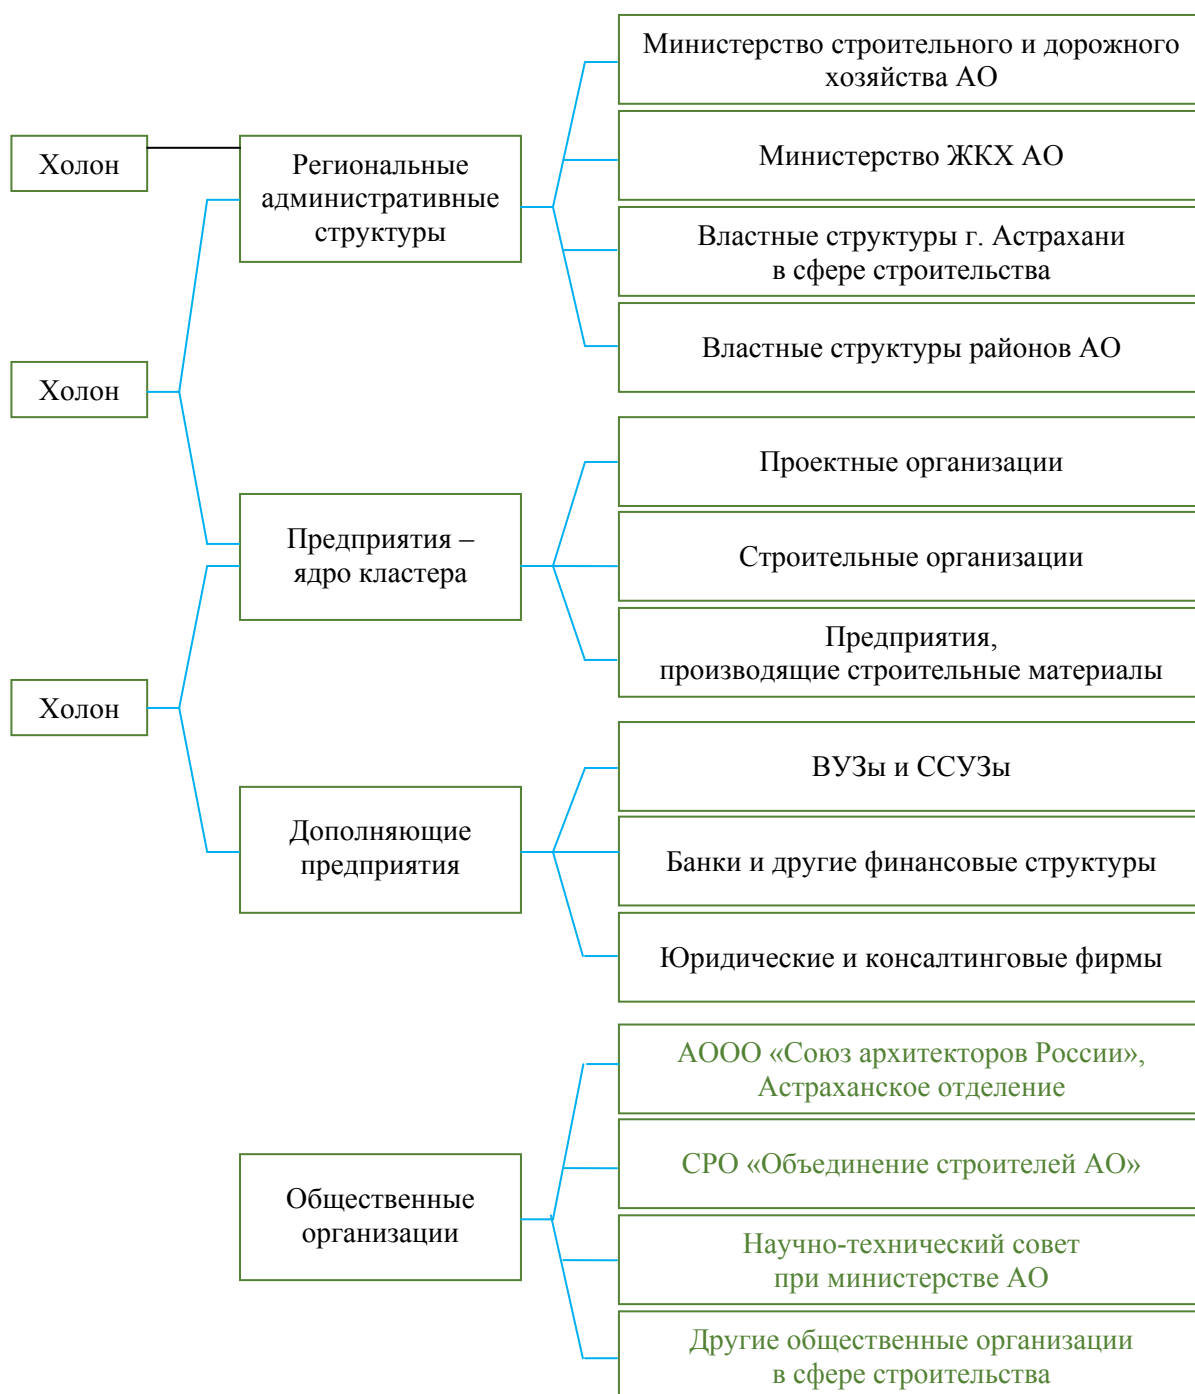 Министерство строительного и дорожного
хозяйства АО
Холон
Региональные
административные
структуры
Министерство ЖКХ АО
Властные структуры г. Астрахани
в сфере строительства
Властные структуры районов АО
Холон
Предприятия –
ядро кластера
Проектные организации
Строительные организации
Предприятия,
производящие строительные материалы
Холон
Дополняющие
предприятия
ВУЗы и ССУЗы
Банки и другие финансовые структуры
Юридические и консалтинговые фирмы
Общественные
организации
АООО «Союз архитекторов России»,
Астраханское отделение
СРО «Объединение строителей АО»
Научно-технический совет
при министерстве АО
Другие общественные организации
в сфере строительства